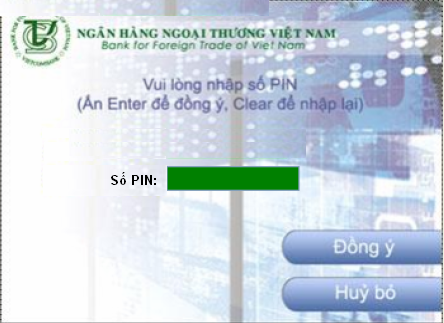 NGÂN HÀNG NGOẠI THƯƠNG VIỆT NAM
Bank for Foreign Trade of Viet Nam
VIETCOMBANK
Vui lòng nhập số PIN
(Ấn Enter để đồng ý, Clear để nhập lại)
Số PIN:
Đồng ý
Huỷ bỏ